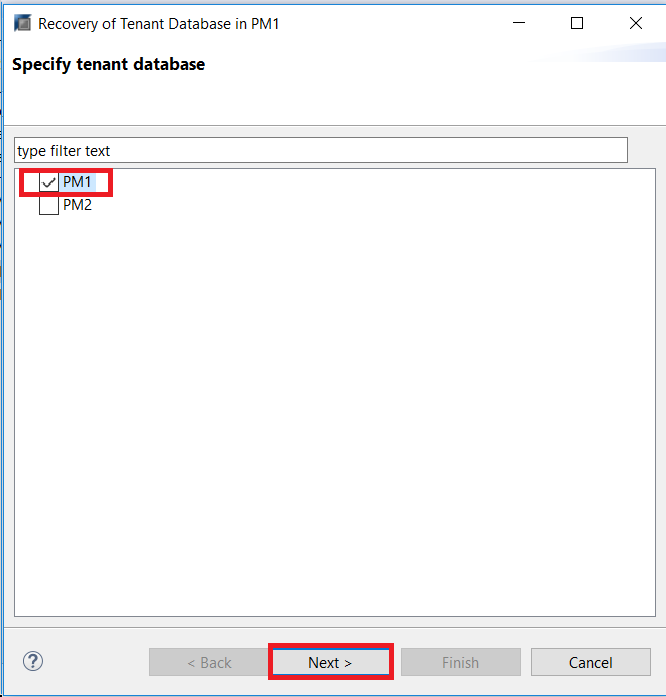 Recovery of Tenant Database in PM1
Specify tenant database
type filter text
PM1
PM2
?
< Back
Next >
Finish
Cancel